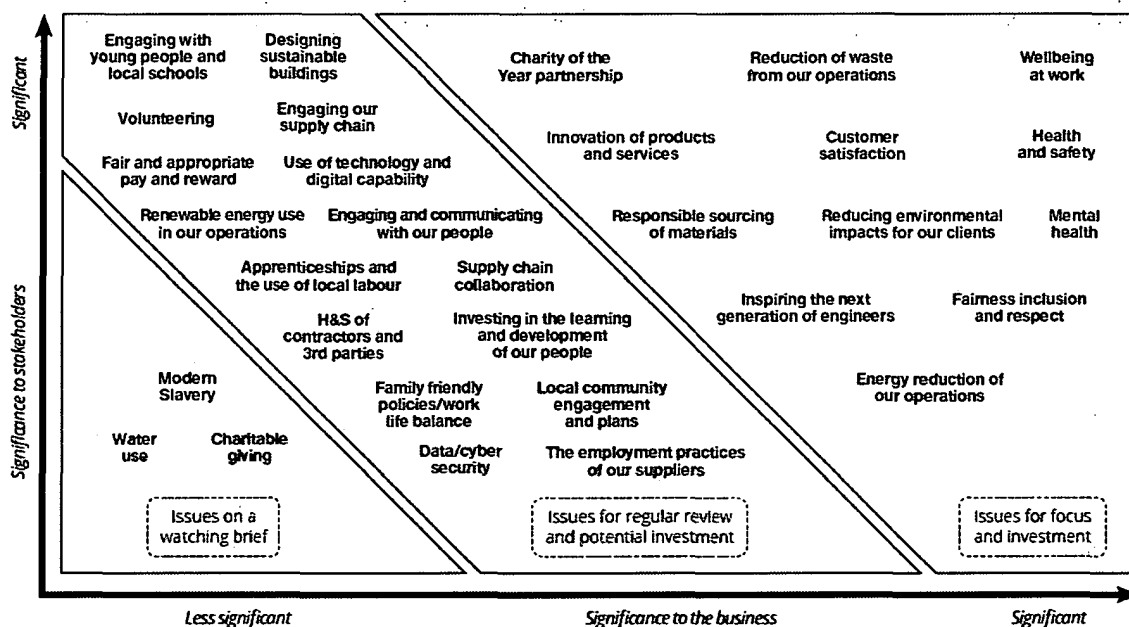 Significant
Significance to stakeholders
Engaging with
young people and
local schools
Designing
sustainable
buildings
Volunteering
Engaging our
supply chain
Fair and appropriate
pay and reward
Use of technology and
digital capability
Renewable energy use
in our operations
Engaging and communicating
with our people
Apprenticeships and
the use of local labour
Supply chain
collaboration
H&S of
contractors and
3rd parties
Investing in the learning
and development
of our people
Family friendly
policies/work
life balance
Local community
engagement
and plans
Data/cyber
security
The employment practices
of our suppliers
Issues for regular review
and potential investment
Charity of the
Year partnership
Reduction of waste
from our operations
Wellbeing
at work
Innovation of products
and services
Customer
satisfaction
Health
and safety
Responsible sourcing
of materials
Reducing environmental
impacts for our clients
Mental
health
Inspiring the next
generation of engineers
Fairness inclusion
and respect
Energy reduction of
our operations
Issues for focus
and investment
Modern
Slavery
Water
use
Charitable
giving
Issues on a
watching brief
Less significant
Significance to the business
Significant